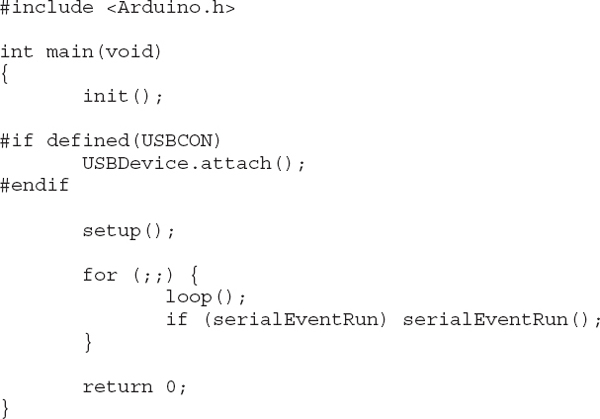 #include <Arduino.h>

int main(void)
{
        init();

#if defined(USBCON)
        USBDevice.attach();
#endif

        setup();

        for (;;) {
                loop();
                if (serialEventRun) serialEventRun();
        }

        return 0;
}